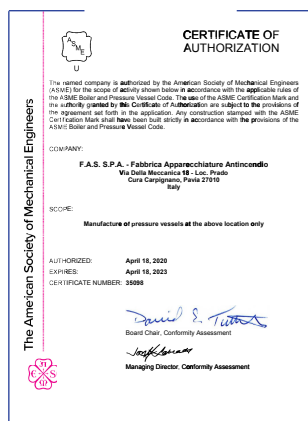 CERTIFICATE OF
AUTHORIZATION
ASME
U
The named company is authorized by the American Society of Mechanical Engineers
(ASME) for the scope of activity shown below in accordance with the applicable rules of
the ASME Boiler and Pressure Vessel Code. The use of the ASME Certification Mark and
the authority granted by this Certificate of Authorization are subject to the provisions of
the agreement set forth in the application. Any construction stamped with the ASME
Certification Mark shall have been built strictly in accordance with the provisions of the
ASME Boiler and Pressure Vessel Code.
COMPANY:
F.A.S. S.P.A. - Fabbrica Apparecchiature Antincendio
Via Della Meccanica 18 - Loc. Prado
Cura Carpignano, Pavia 27010
Italy
SCOPE:
Manufacture of pressure vessels at the above location only
AUTHORIZED: April 18, 2020
EXPIRES: April 18, 2023
CERTIFICATE NUMBER: 35098
Board Chair, Conformity Assessment
Managing Director, Conformity Assessment
The American Society of Mechanical Engineers